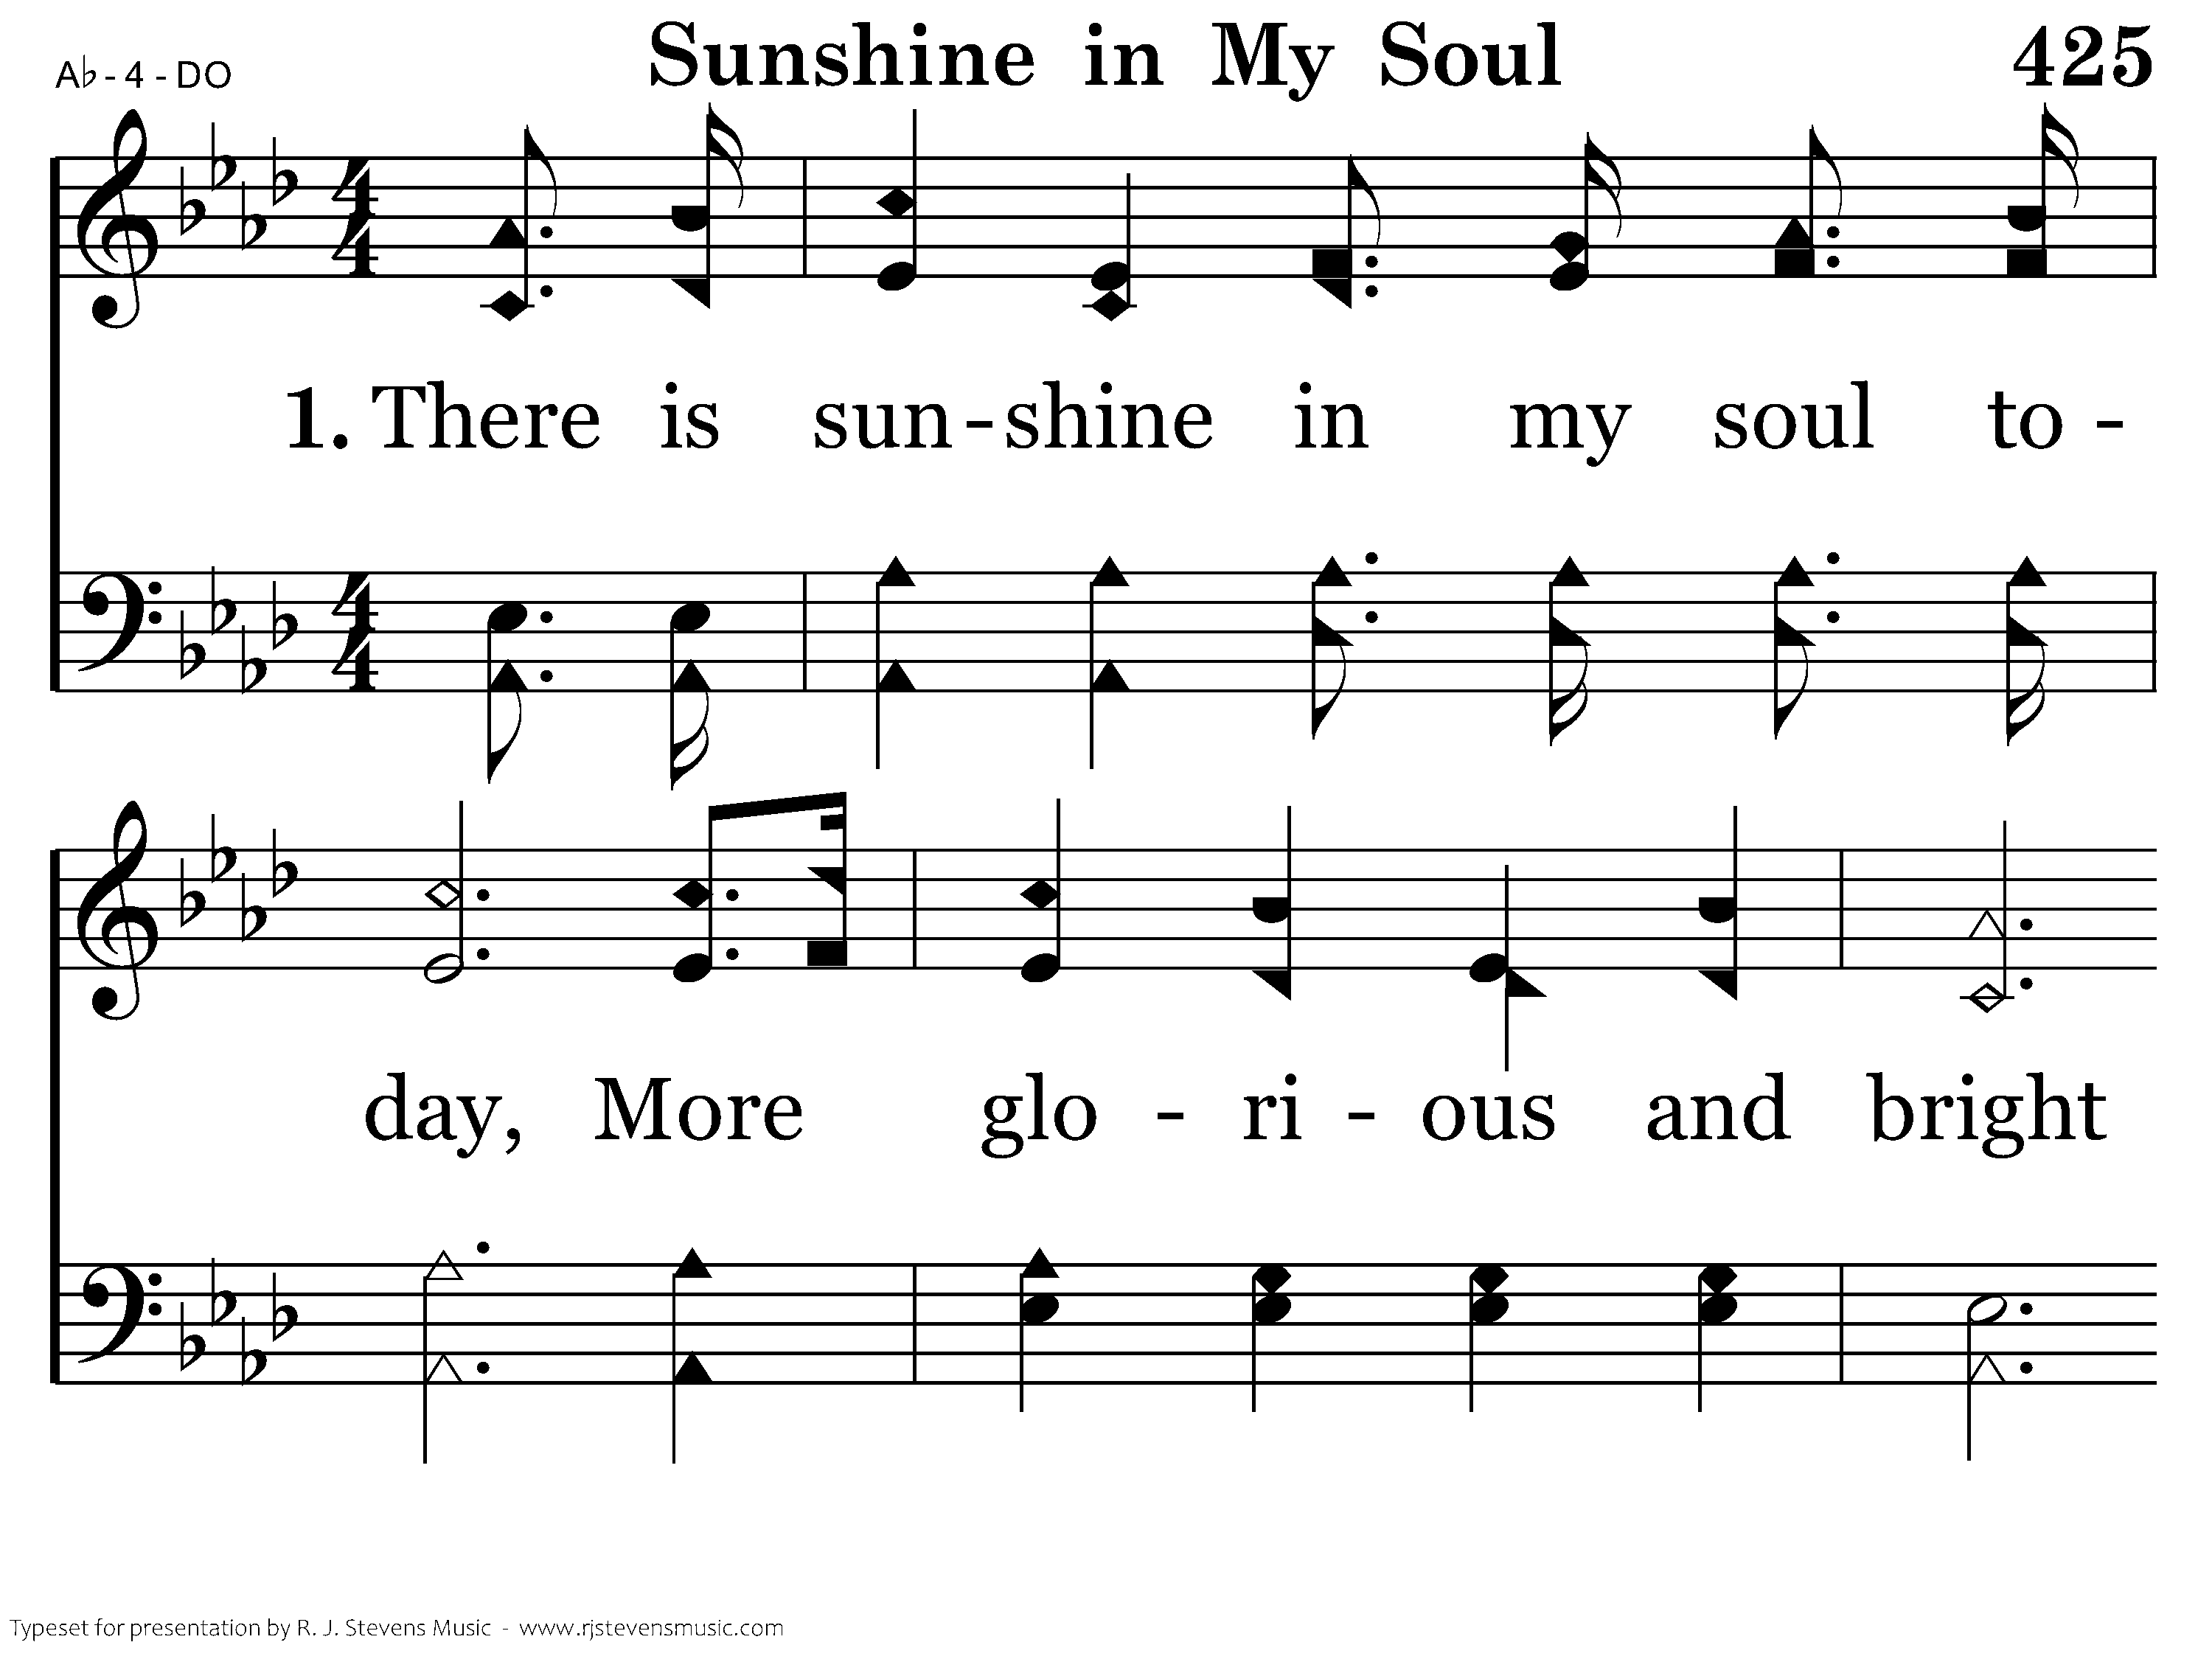 A♭ - 4 - DO Sunshine in My Soul 425
1. There is sun - shine in my soul to -
day, More glo - ri - ous and bright
Typeset for presentation by R. J. Stevens Music - www.rjstevensmusic.com